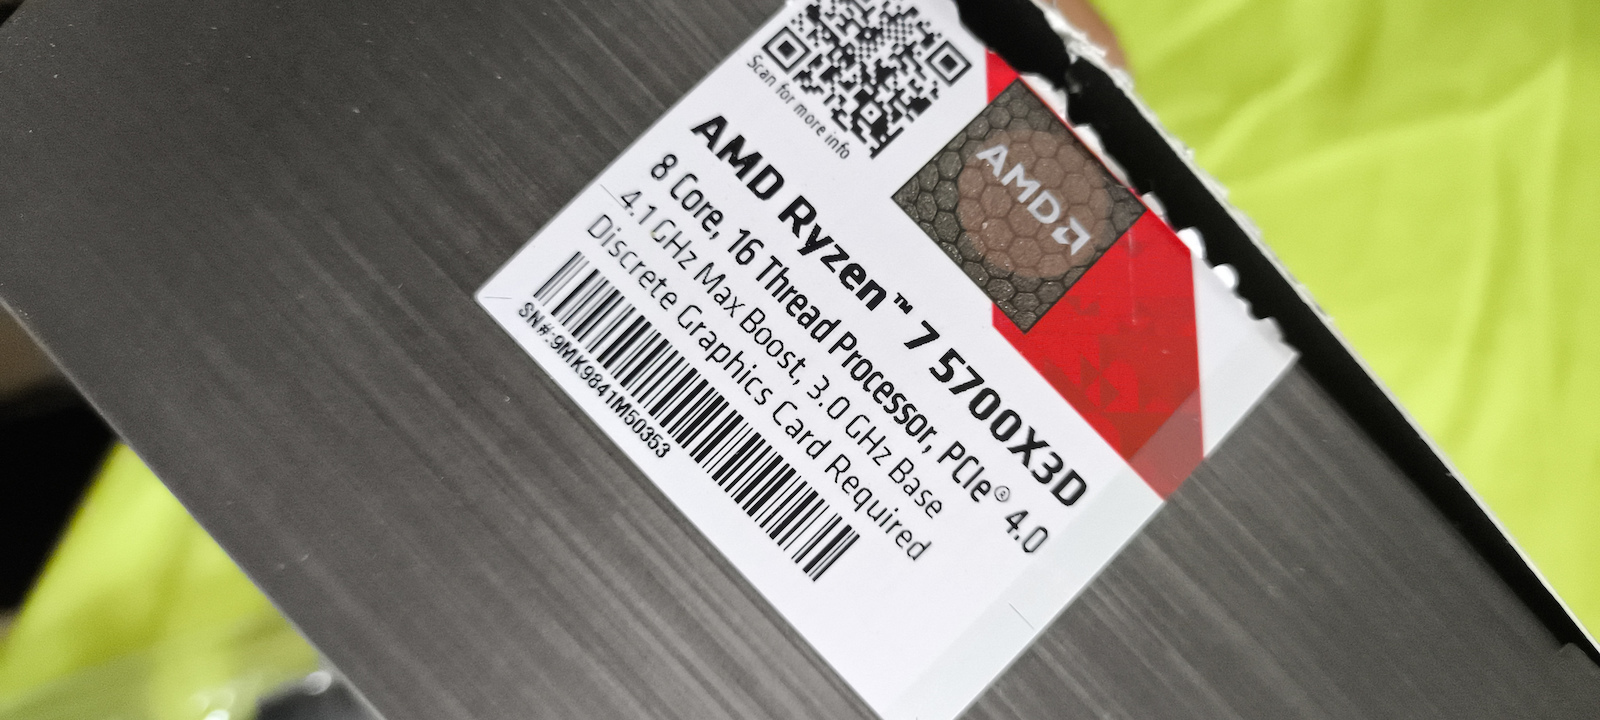 Scan for more info
AMD
AMD Ryzen™ 7 5700X3D
8 Core, 16 Thread Processor, PCIe® 4.0
4.1 GHz Max Boost, 3.0 GHz Base
Discrete Graphics Card Required
SN#:9MK9841M50353